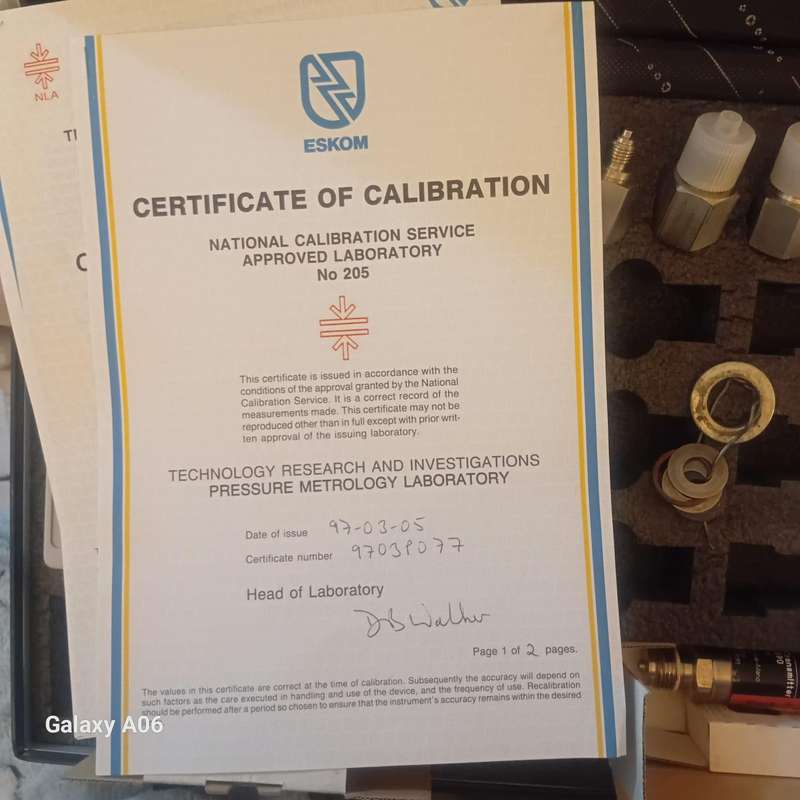 NLA
ESKOM
CERTIFICATE OF CALIBRATION
NATIONAL CALIBRATION SERVICE
APPROVED LABORATORY
No 205
This certificate is issued in accordance with the
conditions of the approval granted by the National
Calibration Service. It is a correct record of the
measurements made. This certificate may not be
reproduced other than in full except with prior writ-
ten approval of the issuing laboratory.
TECHNOLOGY RESEARCH AND INVESTIGATIONS
PRESSURE METROLOGY LABORATORY
Date of issue 97-03-05
Certificate number 9703P077
Head of Laboratory
DB Walker
Page 1 of 2 pages.
The values in this certificate are correct at the time of calibration. Subsequently the accuracy will depend on
such factors as the care executed in handling and use of the device, and the frequency of use. Recalibration
should be performed after a period so chosen to ensure that the instrument's accuracy remains within the desired
Galaxy A06